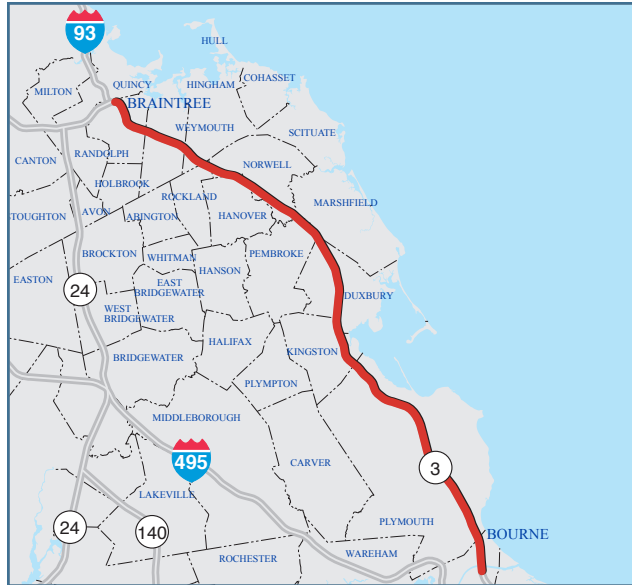 93
HULL
COHASSET
QUINCY
HINGHAM
MILTON
BRAINTREE
WEYMOUTH
SCITUATE
RANDOLPH
CANTON
NORWELL
HOLBROOK
ROCKLAND
MARSHFIELD
AVON
TOUGHTON
ABINGTON
HANOVER
BROCKTON
WHITMAN
PEMBROKE
HANSON
EASTON
EAST
BRIDGEWATER
24
DUXBURY
WEST
BRIDGEWATER
HALIFAX
KINGSTON
BRIDGEWATER
PLYMPTON
MIDDLEBOROUGH
495
CARVER
3
LAKEVILLE
PLYMOUTH
24
140
BOURNE
WAREHAM
ROCHESTER